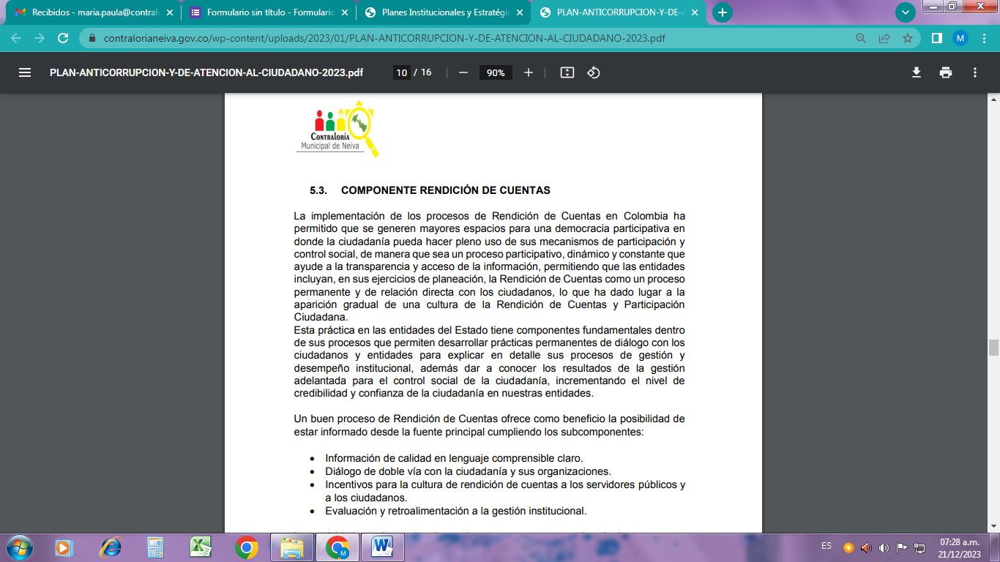 Recibidos - maria.paula@contral
Formulario sin título - Formulario
Planes Institucionales y Estratégi
PLAN-ANTICORRUPCION-Y-DE-A
contralorianeiva.gov.co/wp-content/uploads/2023/01/PLAN-ANTICORRUPCION-Y-DE-ATENCION-AL-CIUDADANO-2023.pdf
M
PLAN-ANTICORRUPCION-Y-DE-ATENCION-AL-CIUDADANO-2023.pdf
10 / 16
90%
CONTRALORÍA
Municipal de Neiva
5.3. COMPONENTE RENDICIÓN DE CUENTAS
La implementación de los procesos de Rendición de Cuentas en Colombia ha
permitido que se generen mayores espacios para una democracia participativa en
donde la ciudadanía pueda hacer pleno uso de sus mecanismos de participación y
control social, de manera que sea un proceso participativo, dinámico y constante que
ayude a la transparencia y acceso de la información, permitiendo que las entidades
incluyan, en sus ejercicios de planeación, la Rendición de Cuentas como un proceso
permanente y de relación directa con los ciudadanos, lo que ha dado lugar a la
aparición gradual de una cultura de la Rendición de Cuentas y Participación
Ciudadana.
Esta práctica en las entidades del Estado tiene componentes fundamentales dentro
de sus procesos que permiten desarrollar prácticas permanentes de diálogo con los
ciudadanos y entidades para explicar en detalle sus procesos de gestión y
desempeño institucional, además dar a conocer los resultados de la gestión
adelantada para el control social de la ciudadanía, incrementando el nivel de
credibilidad y confianza de la ciudadanía en nuestras entidades.
Un buen proceso de Rendición de Cuentas ofrece como beneficio la posibilidad de
estar informado desde la fuente principal cumpliendo los subcomponentes:
• Información de calidad en lenguaje comprensible claro.
• Diálogo de doble vía con la ciudadanía y sus organizaciones.
• Incentivos para la cultura de rendición de cuentas a los servidores públicos y
a los ciudadanos.
• Evaluación y retroalimentación a la gestión institucional.
ES
07:28 a.m.
21/12/2023